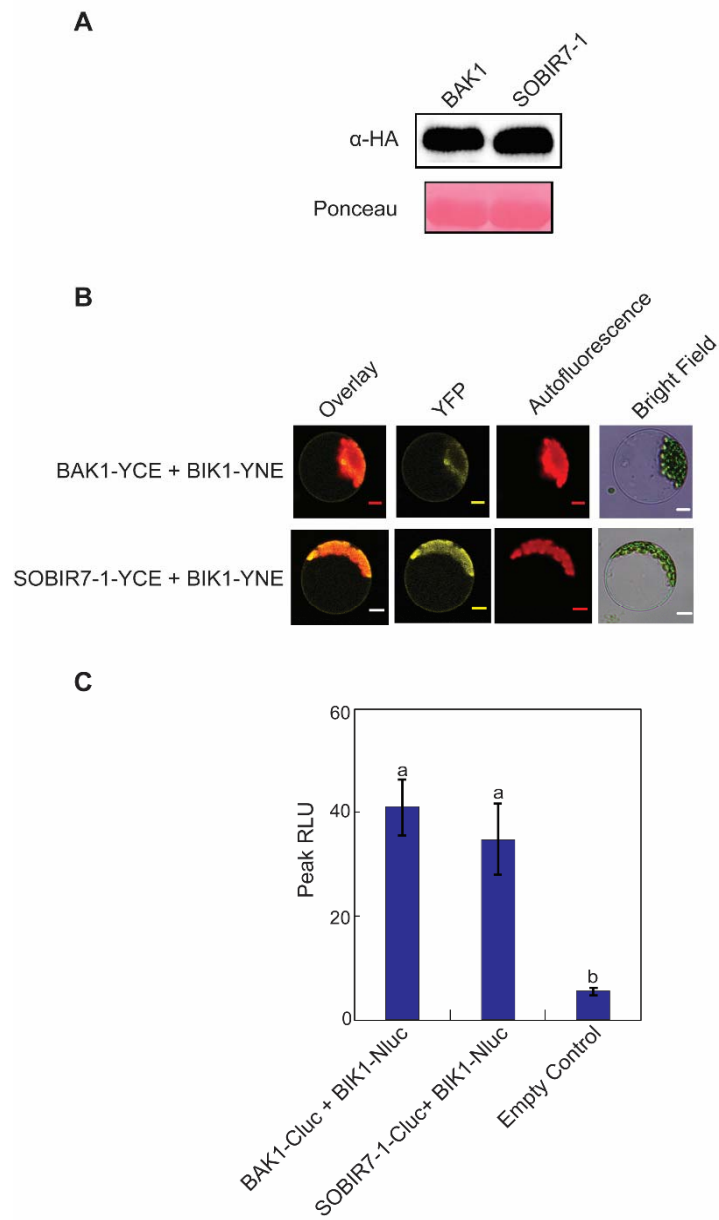 A
BAK1
SOBIR7-1
α-HA
Ponceau
B
Overlay
YFP
Autofluorescence
Bright Field
BAK1-YCE + BIK1-YNE
SOBIR7-1-YCE + BIK1-YNE
C
60
40
20
0
Peak RLU
a
a
b
BAK1-Cluc + BIK1-Nluc
SOBIR7-1-Cluc+ BIK1-Nluc
Empty Control